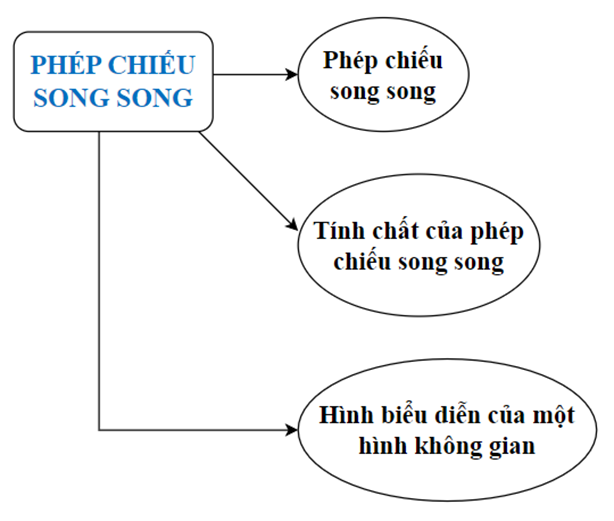 PHÉP CHIẾU
SONG SONG
Phép chiếu
song song
Tính chất của phép
chiếu song song
Hình biểu diễn của một
hình không gian